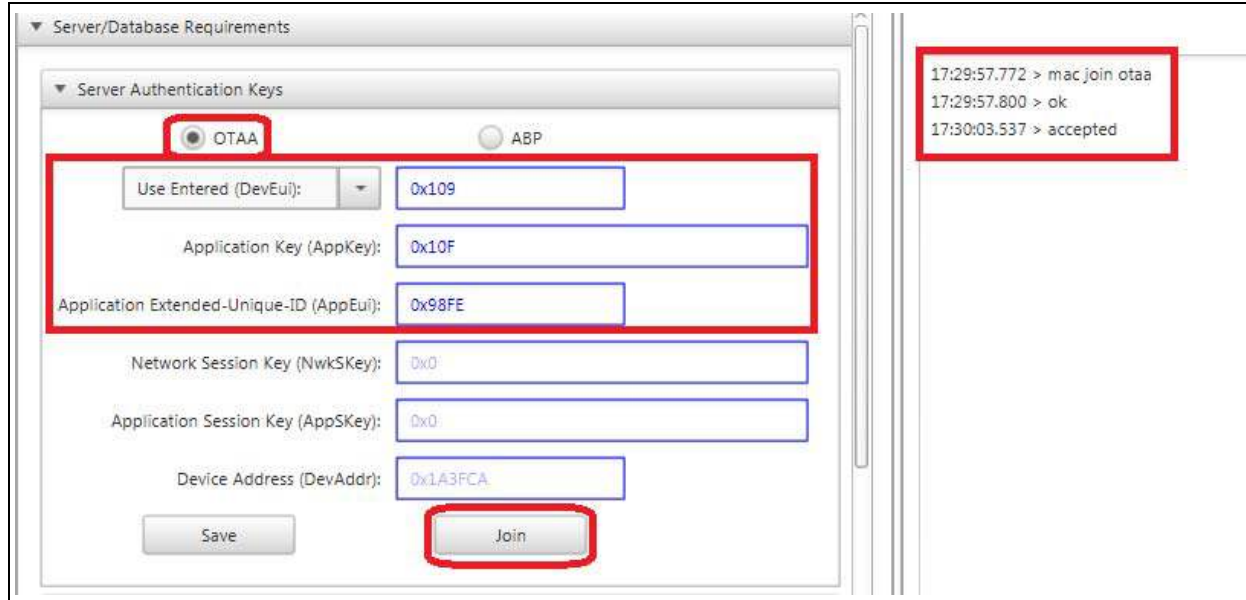 Server/Database Requirements
Server Authentication Keys
OTAA ABP
Use Entered (DevEui): 0x109
Application Key (AppKey): 0x10F
Application Extended-Unique-ID (AppEui): 0x98FE
Network Session Key (NwkSKey): 0x0
Application Session Key (AppSKey): 0x0
Device Address (DevAddr): 0x1A3FCA
Save Join
17:29:57.772 > mac join otaa
17:29:57.800 > ok
17:30:03.537 > accepted